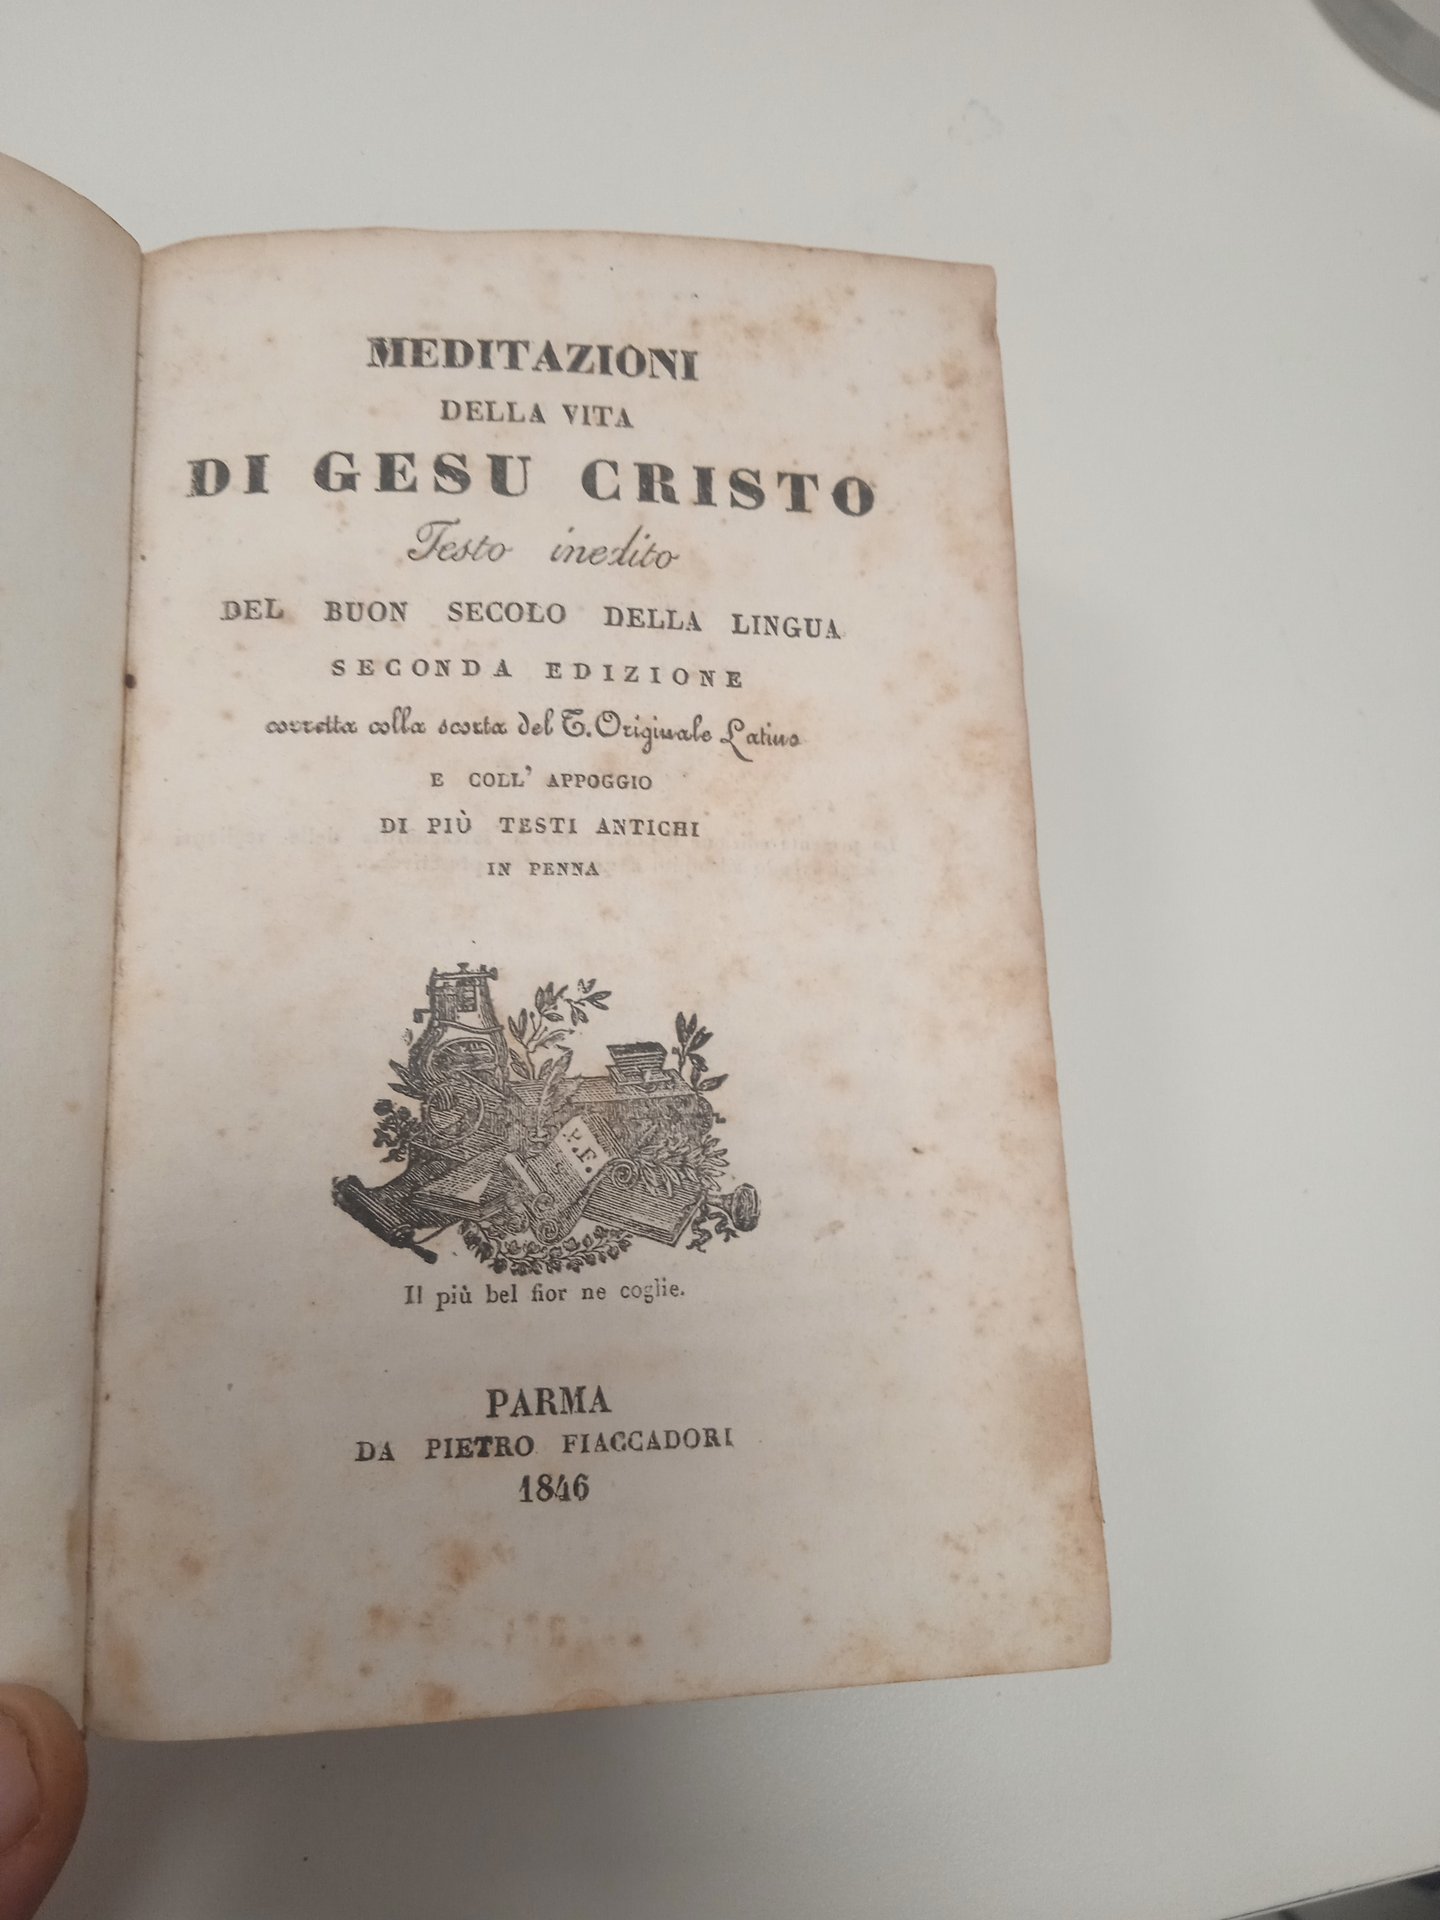 MEDITAZIONI
DELLA VITA
DI GESU CRISTO
Testo inedito
DEL BUON SECOLO DELLA LINGUA
SECONDA EDIZIONE
corretta colla scorta del T. Originale Latino
E COLL' APPOGGIO
DI PIÙ TESTI ANTICHI
IN PENNA
P. F.
Il più bel fior ne coglie.
PARMA
DA PIETRO FIACCADORI
1846